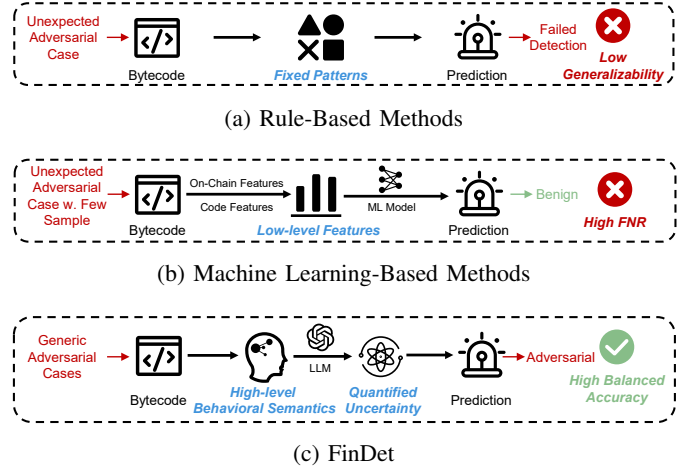 Unexpected
Adversarial
Case
Bytecode
Fixed Patterns
Prediction
Failed
Detection
Low
Generalizability
(a) Rule-Based Methods
Unexpected
Adversarial
Case w. Few
Sample
Bytecode
On-Chain Features
Code Features
Low-level Features
ML Model
Prediction
Benign
High FNR
(b) Machine Learning-Based Methods
Generic
Adversarial
Cases
Bytecode
High-level
Behavioral Semantics
LLM
Quantified
Uncertainty
Prediction
Adversarial
High Balanced
Accuracy
(c) FinDet